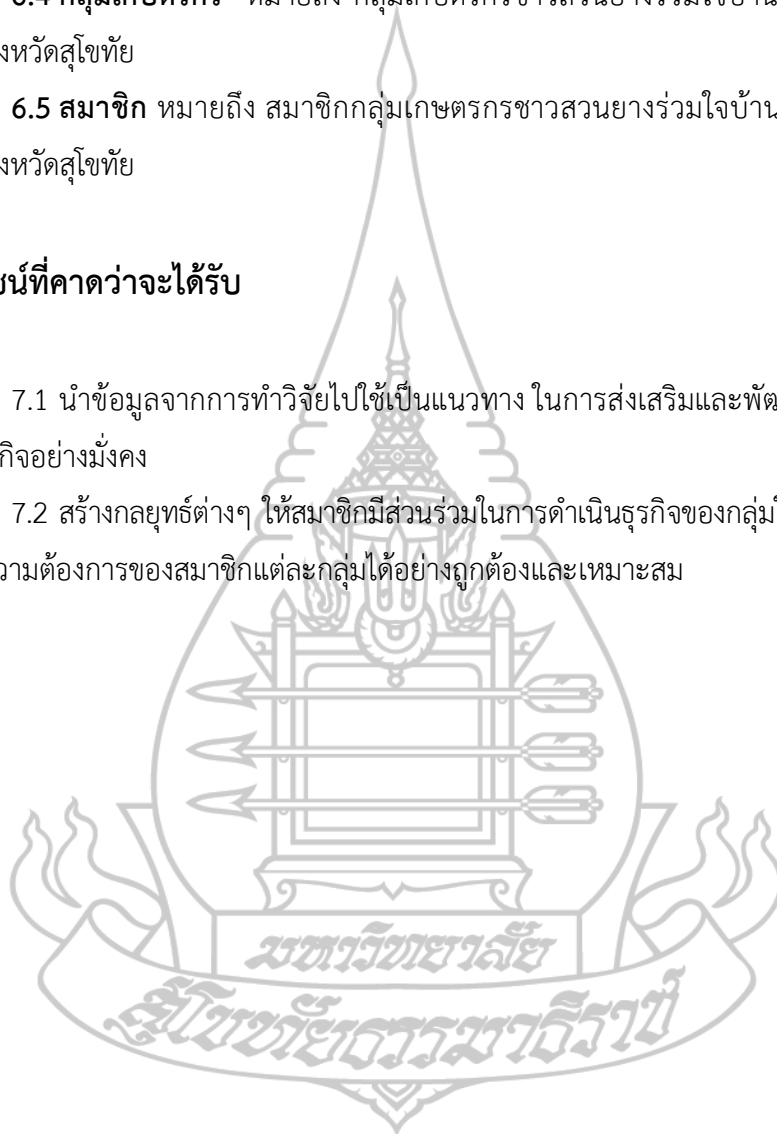 6.4 กลุ่มเกษตรกร หมายถึง กลุ่มเกษตรกรชาวสวนยางร่วมใจบ้าน
งหวัดสุโขทัย
6.5 สมาชิก หมายถึง สมาชิกกลุ่มเกษตรกรชาวสวนยางร่วมใจบ้าน
งหวัดสุโขทัย
ชน์ที่คาดว่าจะได้รับ
7.1 นำข้อมูลจากการทำวิจัยไปใช้เป็นแนวทาง ในการส่งเสริมและพัฒ
กิจอย่างมั่งคง
7.2 สร้างกลยุทธ์ต่างๆ ให้สมาชิกมีส่วนร่วมในการดำเนินธุรกิจของกลุ่มใ
วามต้องการของสมาชิกแต่ละกลุ่มได้อย่างถูกต้องและเหมาะสม
มหาวิทยาลัย
สุโขทัยธรรมาธิราช